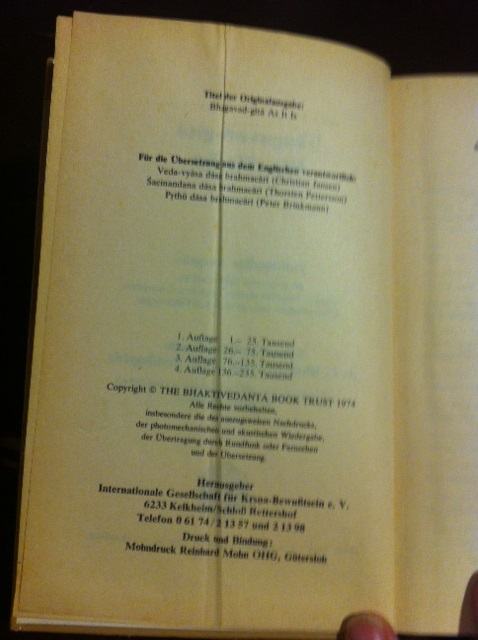 Titel der Originalausgabe:
Bhagavad-gītā As It Is
Für die Übersetzung aus dem Englischen verantwortlich:
Veda-vyāsa dāsa brahmacārī (Christian Jansen)
Śacīnandana dāsa brahmacārī (Thorsten Pettersson)
Pṛthu dāsa brahmacārī (Peter Brinkmann)
1. Auflage 1.– 25. Tausend
2. Auflage 26.– 75. Tausend
3. Auflage 76.–135. Tausend
4. Auflage 136.–235. Tausend
Copyright © THE BHAKTIVEDANTA BOOK TRUST 1974
Alle Rechte vorbehalten,
insbesondere die des auszugsweisen Nachdrucks,
der photomechanischen und akustischen Wiedergabe,
der Übertragung durch Rundfunk oder Fernsehen
und der Übersetzung.
Herausgeber
Internationale Gesellschaft für Krsna-Bewußtsein e. V.
6233 Kelkheim/Schloß Rettershof
Telefon 0 61 74/2 13 57 und 2 13 98
Druck und Bindung:
Mohndruck Reinhard Mohn OHG, Gütersloh